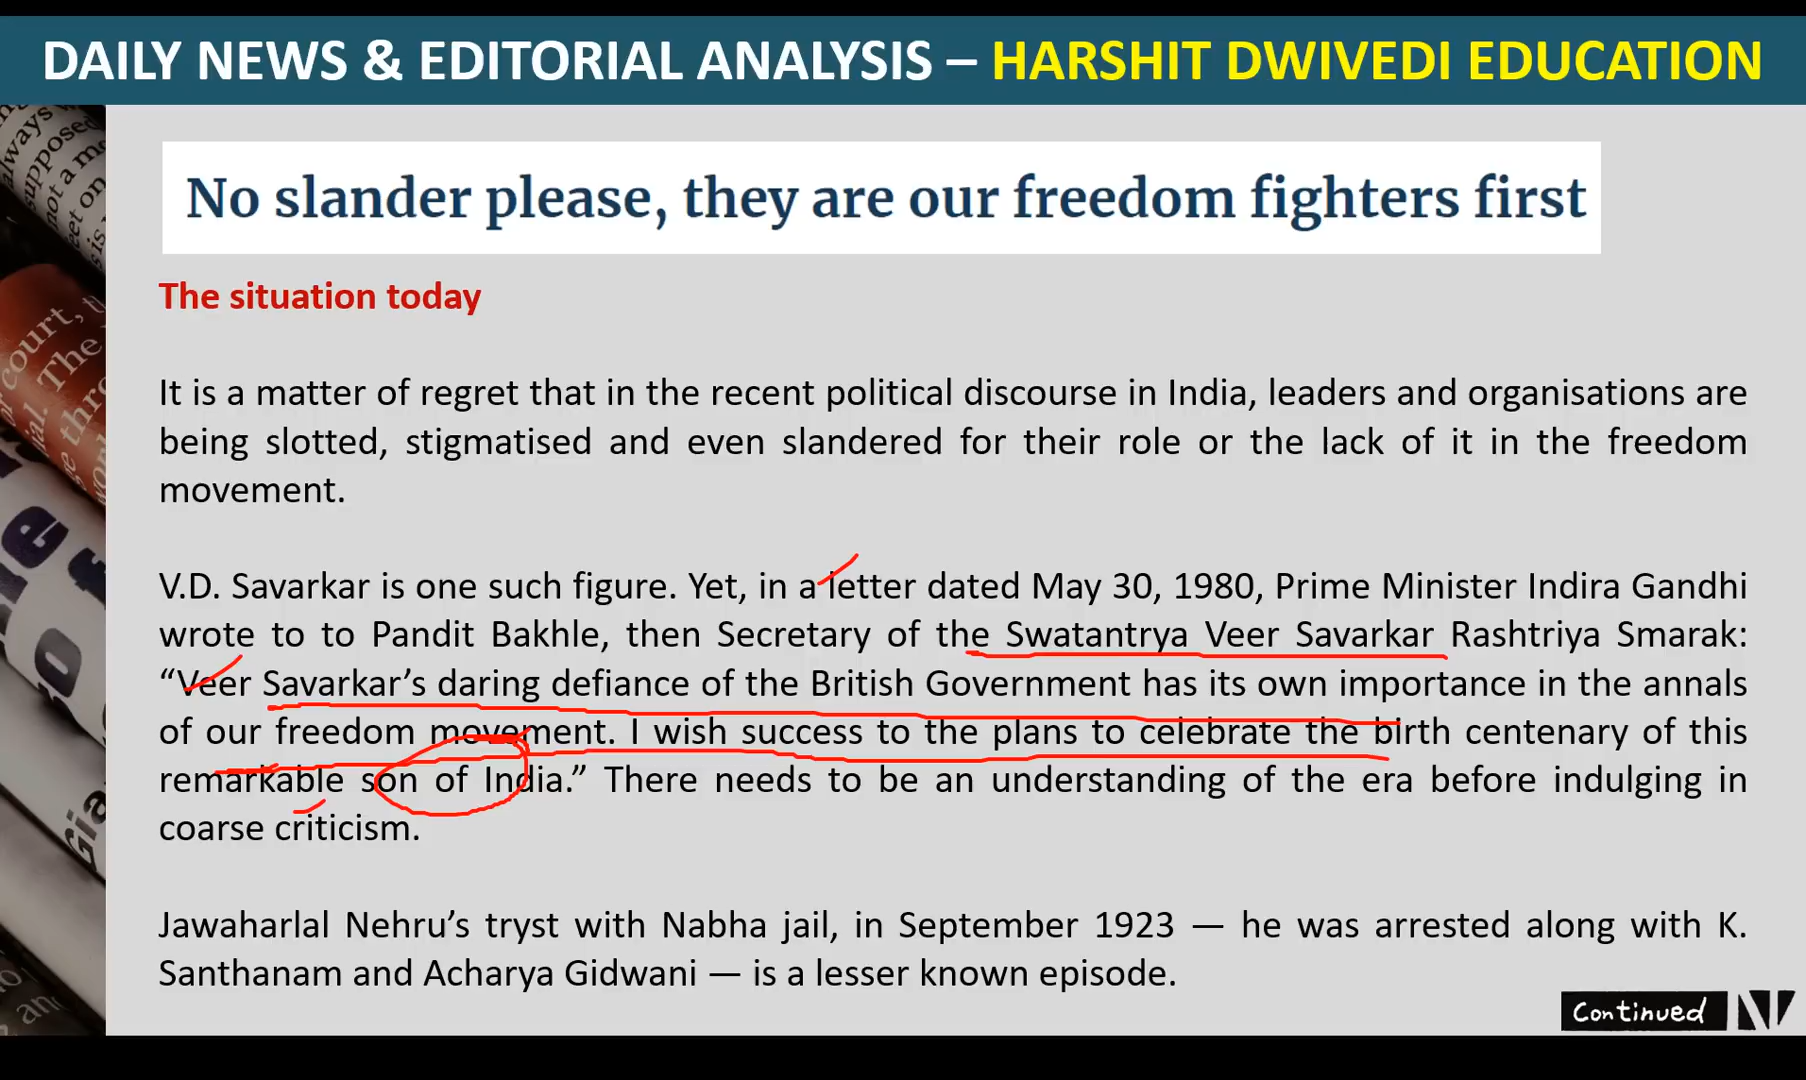 DAILY NEWS & EDITORIAL ANALYSIS – HARSHIT DWIVEDI EDUCATION
No slander please, they are our freedom fighters first
The situation today
It is a matter of regret that in the recent political discourse in India, leaders and organisations are
being slotted, stigmatised and even slandered for their role or the lack of it in the freedom
movement.
V.D. Savarkar is one such figure. Yet, in a letter dated May 30, 1980, Prime Minister Indira Gandhi
wrote to to Pandit Bakhle, then Secretary of the Swatantrya Veer Savarkar Rashtriya Smarak:
“Veer Savarkar’s daring defiance of the British Government has its own importance in the annals
of our freedom movement. I wish success to the plans to celebrate the birth centenary of this
remarkable son of India.” There needs to be an understanding of the era before indulging in
coarse criticism.
Jawaharlal Nehru’s tryst with Nabha jail, in September 1923 — he was arrested along with K.
Santhanam and Acharya Gidwani — is a lesser known episode.
Continued